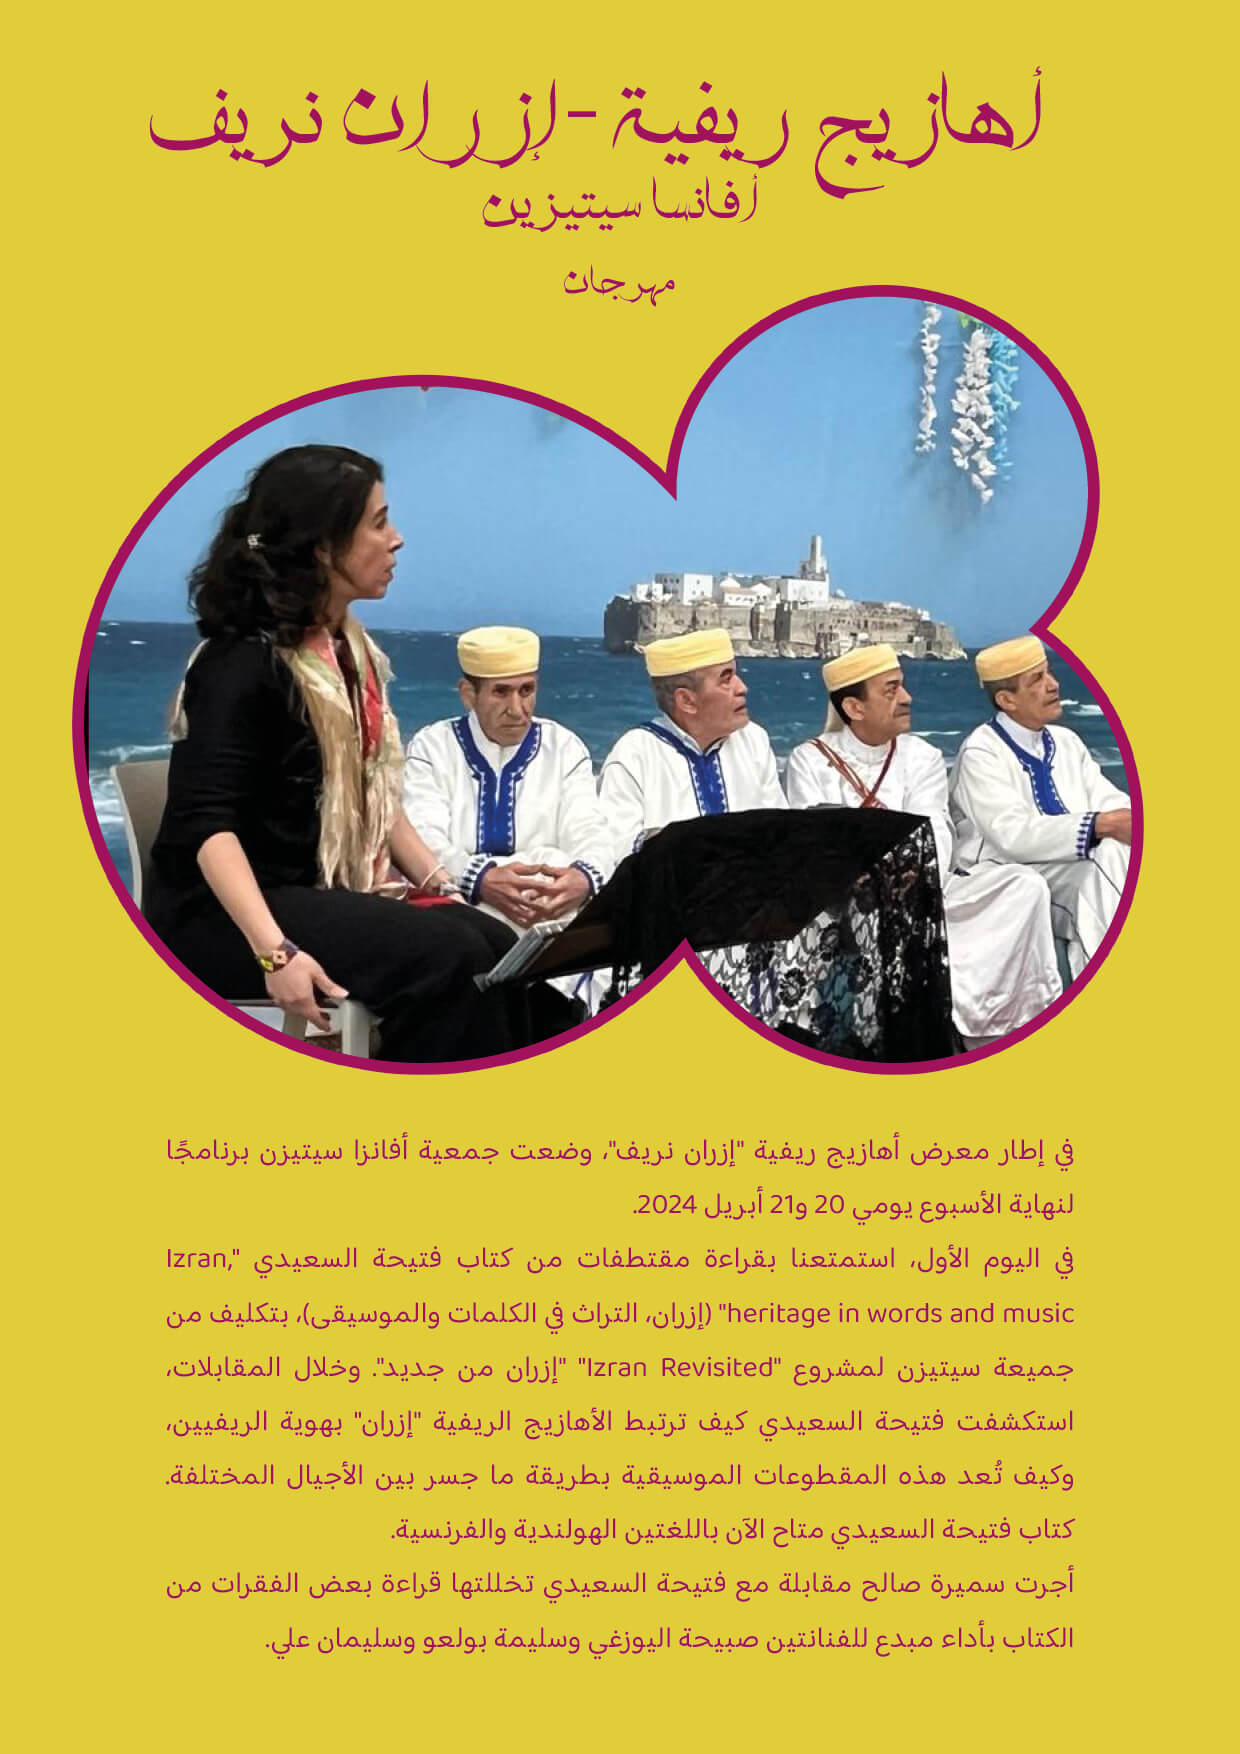 أهازيج ريفية - إزران نريف
أفانسا سيتيزين
مهرجان
في إطار معرض أهازيج ريفية "إزران نريف"، وضعت جمعية أفانزا سيتيزن برنامجًا
لنهاية الأسبوع يومي 20 و21 أبريل 2024.
في اليوم الأول، استمتعنا بقراءة مقتطفات من كتاب فتيحة السعيدي "Izran,
heritage in words and music" (إزران، التراث في الكلمات والموسيقى)، بتكليف من
جميعة سيتيزن لمشروع "Izran Revisited" "إزران من جديد". وخلال المقابلات،
استكشفت فتيحة السعيدي كيف ترتبط الأهازيج الريفية "إزران" بهوية الريفيين،
وكيف تُعد هذه المقطوعات الموسيقية بطريقة ما جسر بين الأجيال المختلفة.
كتاب فتيحة السعيدي متاح الآن باللغتين الهولندية والفرنسية.
أجرت سميرة صالح مقابلة مع فتيحة السعيدي تخللتها قراءة بعض الفقرات من
الكتاب بأداء مبدع للفنانتين صبيحة اليوزغي وسليمة بولعو وسليمان علي.